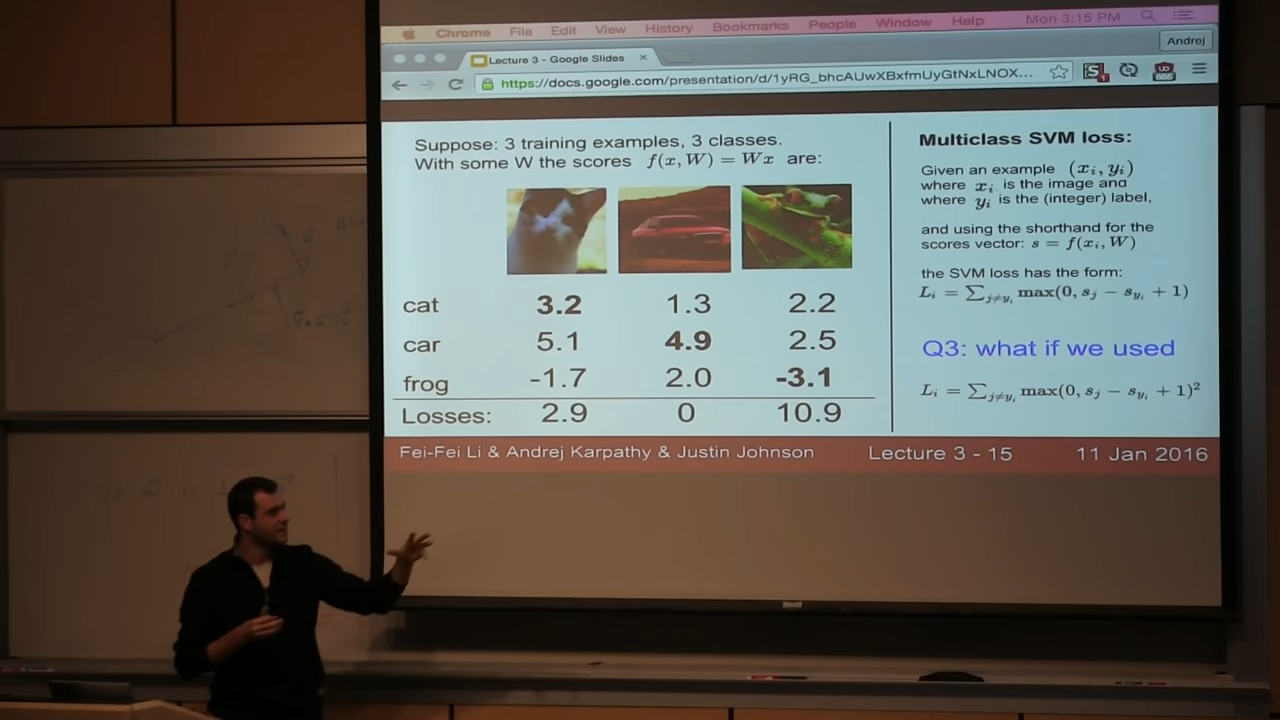 Chrome File Edit View History Bookmarks People Window Help Mon 3:15 PM
Lecture 3 - Google Slides
Andrej
https://docs.google.com/presentation/d/1yRG_bhcAUwXBxfmUyGtNxLNOX...
Suppose: 3 training examples, 3 classes.
With some W the scores f(x, W) = Wx are:
cat 3.2 1.3 2.2
car 5.1 4.9 2.5
frog -1.7 2.0 -3.1
Losses: 2.9 0 10.9
Multiclass SVM loss:
Given an example (xᵢ, yᵢ)
where xᵢ is the image and
where yᵢ is the (integer) label,
and using the shorthand for the
scores vector: s = f(xᵢ, W)
the SVM loss has the form:
Lᵢ = ∑_{j≠yᵢ} max(0, sⱼ − s_{yᵢ} + 1)
Q3: what if we used
Lᵢ = ∑_{j≠yᵢ} max(0, sⱼ − s_{yᵢ} + 1)²
Fei-Fei Li & Andrej Karpathy & Justin Johnson Lecture 3 - 15 11 Jan 2016